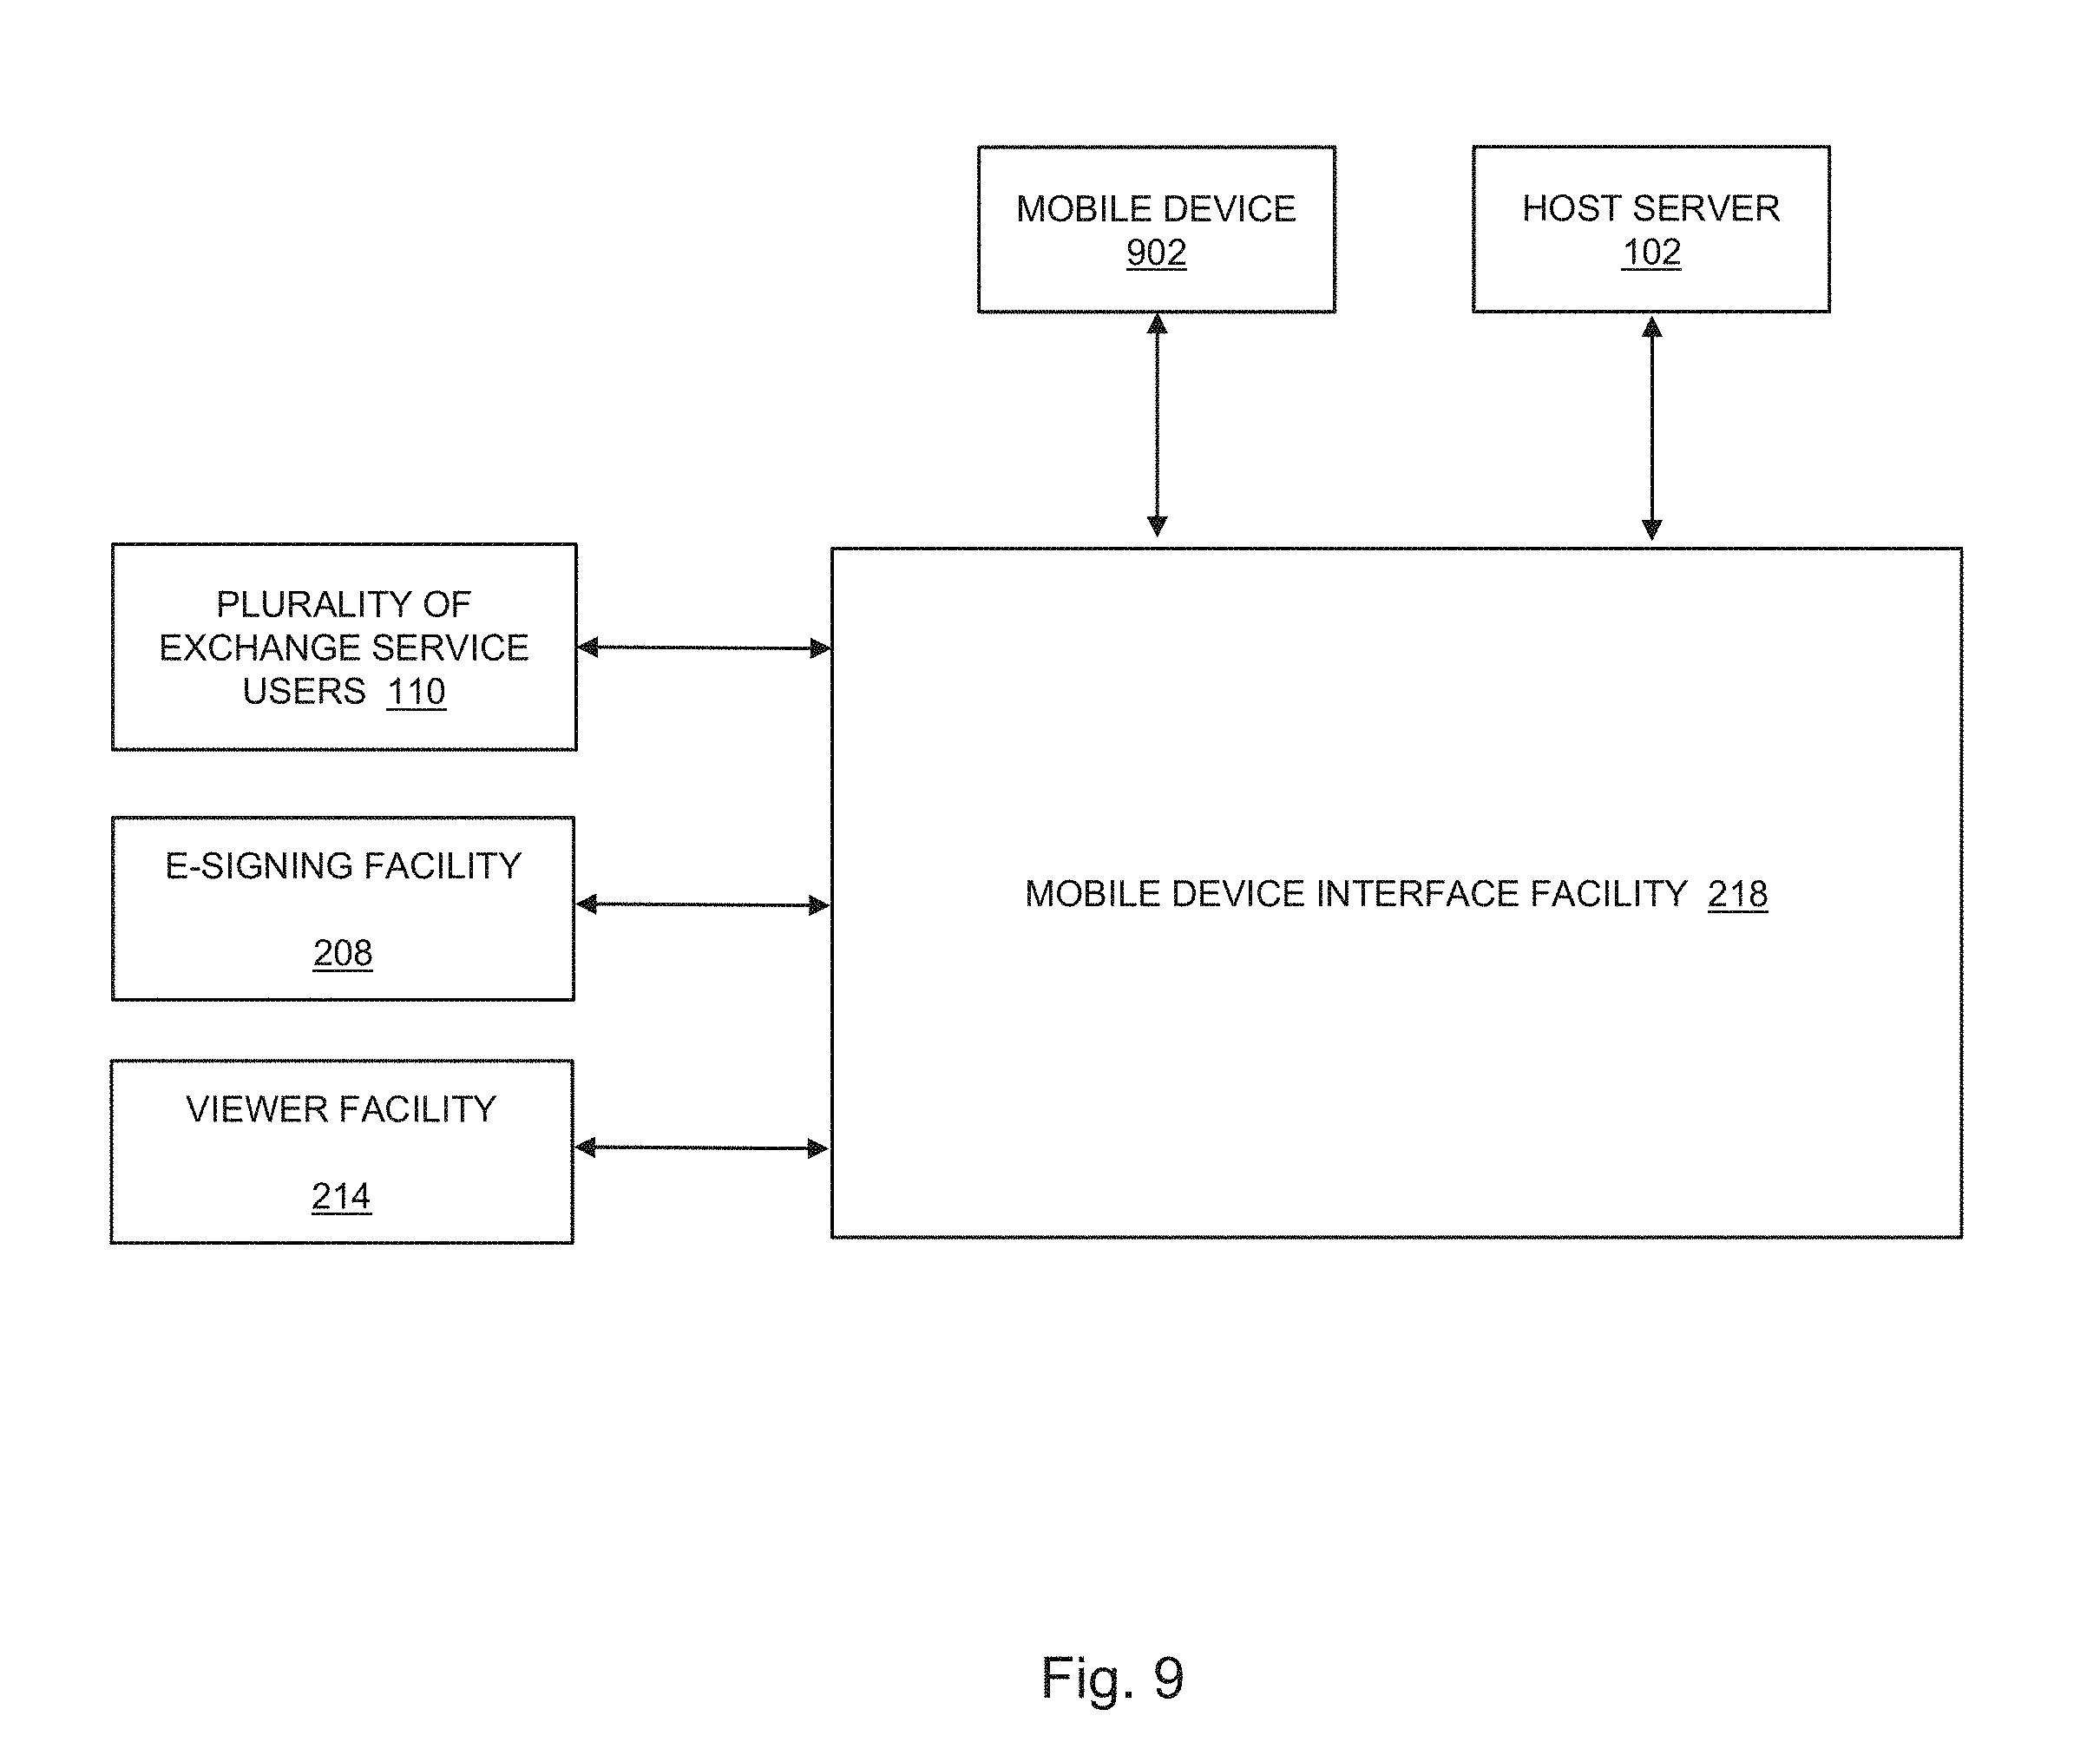 MOBILE DEVICE
902
HOST SERVER
102
PLURALITY OF
EXCHANGE SERVICE
USERS 110
E-SIGNING FACILITY
208
VIEWER FACILITY
214
MOBILE DEVICE INTERFACE FACILITY 218
Fig. 9